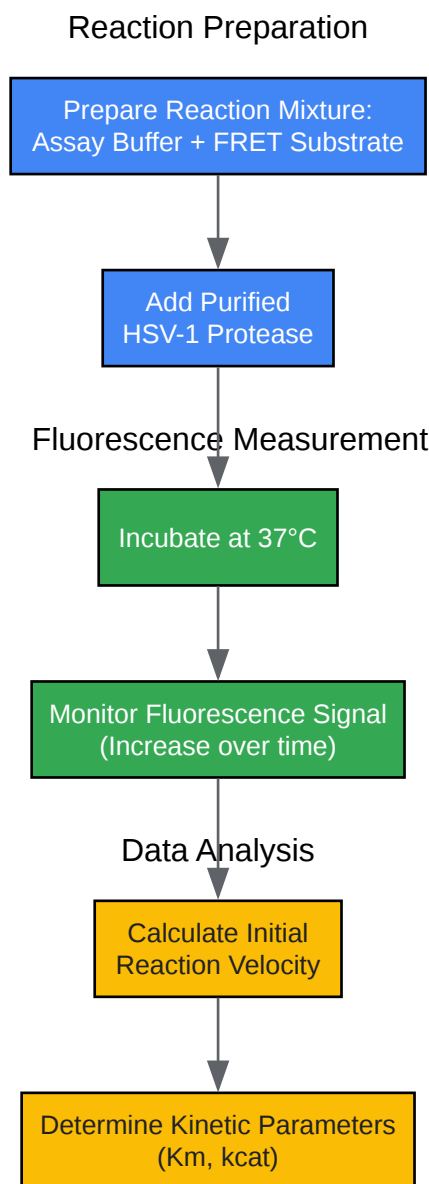 Reaction Preparation
Prepare Reaction Mixture:
Assay Buffer + FRET Substrate
Add Purified
HSV-1 Protease
Fluorescence Measurement
Incubate at 37°C
Monitor Fluorescence Signal
(Increase over time)
Data Analysis
Calculate Initial
Reaction Velocity
Determine Kinetic Parameters
(Km, kcat)